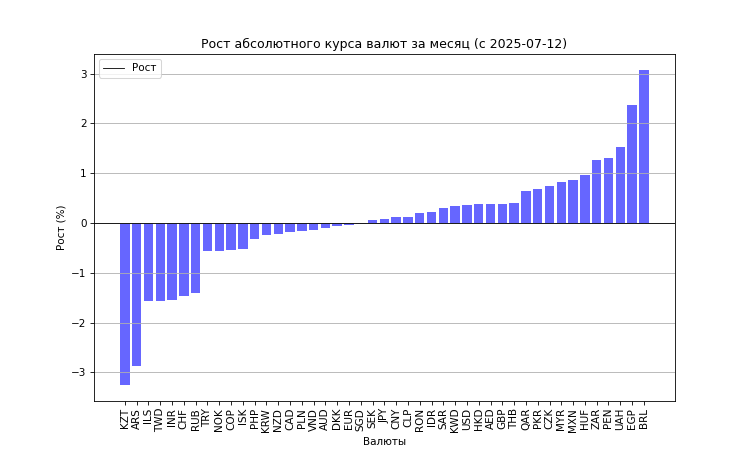 Рост абсолютного курса валют за месяц (с 2025-07-12)
Рост
3
2
1
0
−1
−2
−3
Рост (%)
KZT ARS ILS TWD INR CHF RUB TRY NOK COP ISK PHP KRW NZD CAD PLN VND AUD DKK EUR SGD SEK JPY CNY CLP RON IDR SAR KWD USD HKD AED GBP THB QAR PKR CZK MYR MXN HUF ZAR PEN UAH EGP BRL
Валюты